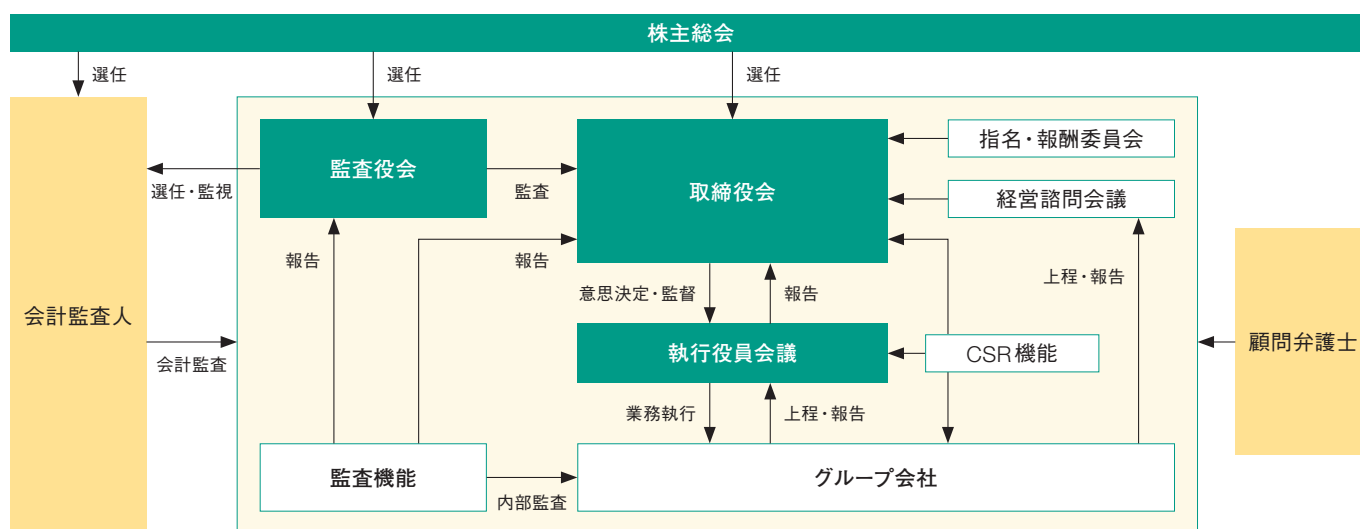 株主総会
選任
選任
選任
監査役会
取締役会
指名・報酬委員会
選任・監視
監査
経営諮問会議
報告
報告
意思決定・監督
報告
上程・報告
会計監査人
会計監査
執行役員会議
CSR機能
顧問弁護士
業務執行
上程・報告
監査機能
内部監査
グループ会社